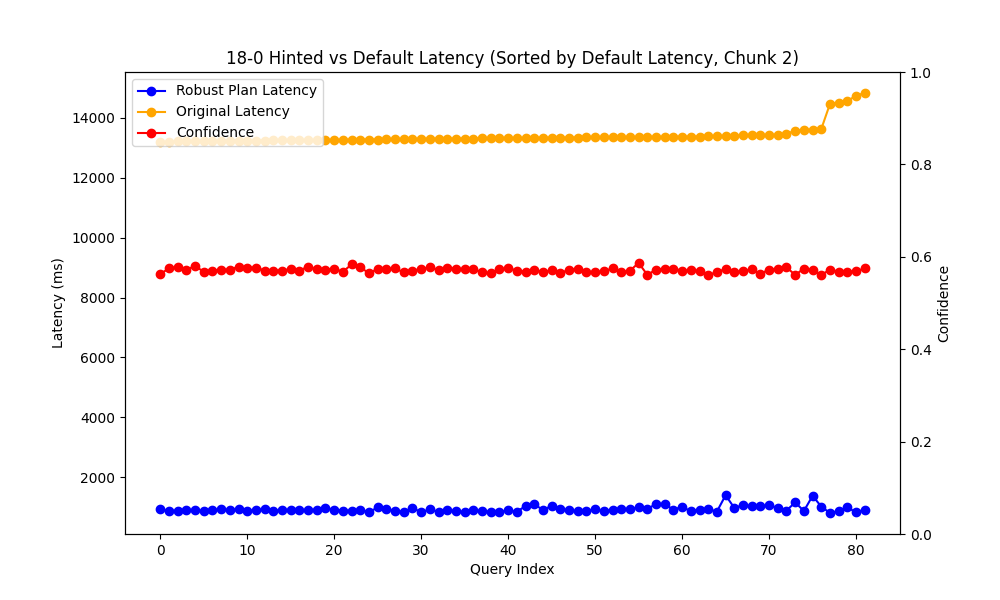 18-0 Hinted vs Default Latency (Sorted by Default Latency, Chunk 2)
Robust Plan Latency
Original Latency
Confidence
14000
12000
10000
8000
6000
4000
2000
Latency (ms)
1.0
0.8
0.6
0.4
0.2
0.0
Confidence
0 10 20 30 40 50 60 70 80
Query Index